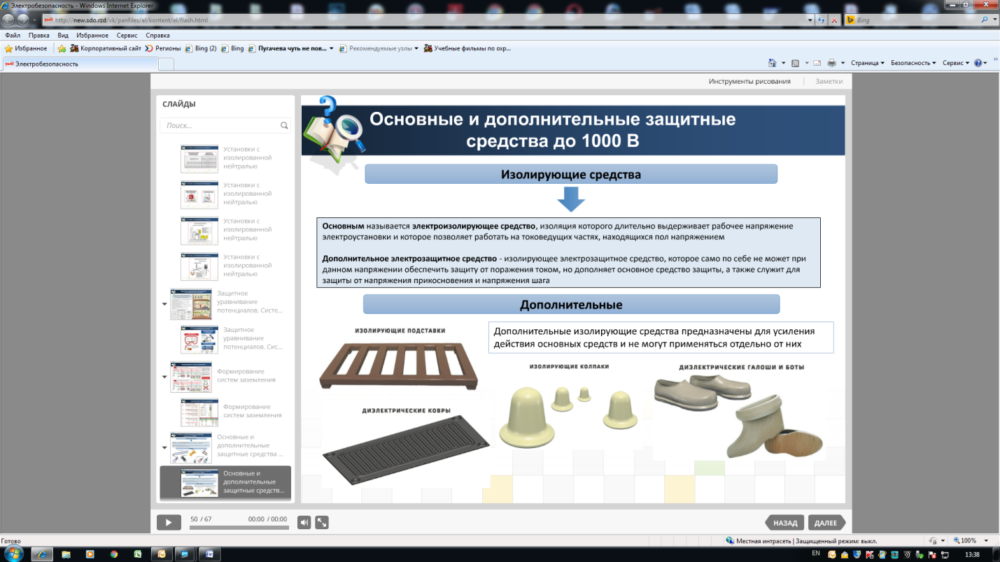 Электробезопасность - Windows Internet Explorer
http://new.sdo.rzd/vk/parifiles/el/kontent/el/flash.html
Bing
Файл Правка Вид Избранное Сервис Справка
Избранное Корпоративный сайт Регионы Bing (2) Bing Пугачева чуть не пов... Рекомендуемые узлы Учебные фильмы по охр...
Электробезопасность
Страница Безопасность Сервис
Инструменты рисования Заметки
СЛАЙДЫ
Поиск...
Установки с
изолированной
нейтралью
Установки с
изолированной
нейтралью
Установки с
изолированной
нейтралью
Установки с
изолированной
нейтралью
Защитное
уравнивание
потенциалов. Систе...
Защитное
уравнивание
потенциалов. Сис...
Формирование
систем заземления
Формирование
систем заземления
Основные и
дополнительные
защитные средства ...
Основные и
дополнительные
защитные средств...
Основные и дополнительные защитные
средства до 1000 В
Изолирующие средства
Основным называется электроизолирующее средство, изоляция которого длительно выдерживает рабочее напряжение
электроустановки и которое позволяет работать на токоведущих частях, находящихся пол напряжением
Дополнительное электрозащитное средство - изолирующее электрозащитное средство, которое само по себе не может при
данном напряжении обеспечить защиту от поражения током, но дополняет основное средство защиты, а также служит для
защиты от напряжения прикосновения и напряжения шага
Дополнительные
ИЗОЛИРУЮЩИЕ ПОДСТАВКИ
Дополнительные изолирующие средства предназначены для усиления
действия основных средств и не могут применяться отдельно от них
ИЗОЛИРУЮЩИЕ КОЛПАКИ
ДИЭЛЕКТРИЧЕСКИЕ ГАЛОШИ И БОТЫ
ДИЭЛЕКТРИЧЕСКИЕ КОВРЫ
50 / 67 00:00 / 00:00
НАЗАД ДАЛЕЕ
Готово
Местная интрасеть | Защищенный режим: выкл.
100%
EN
13:38